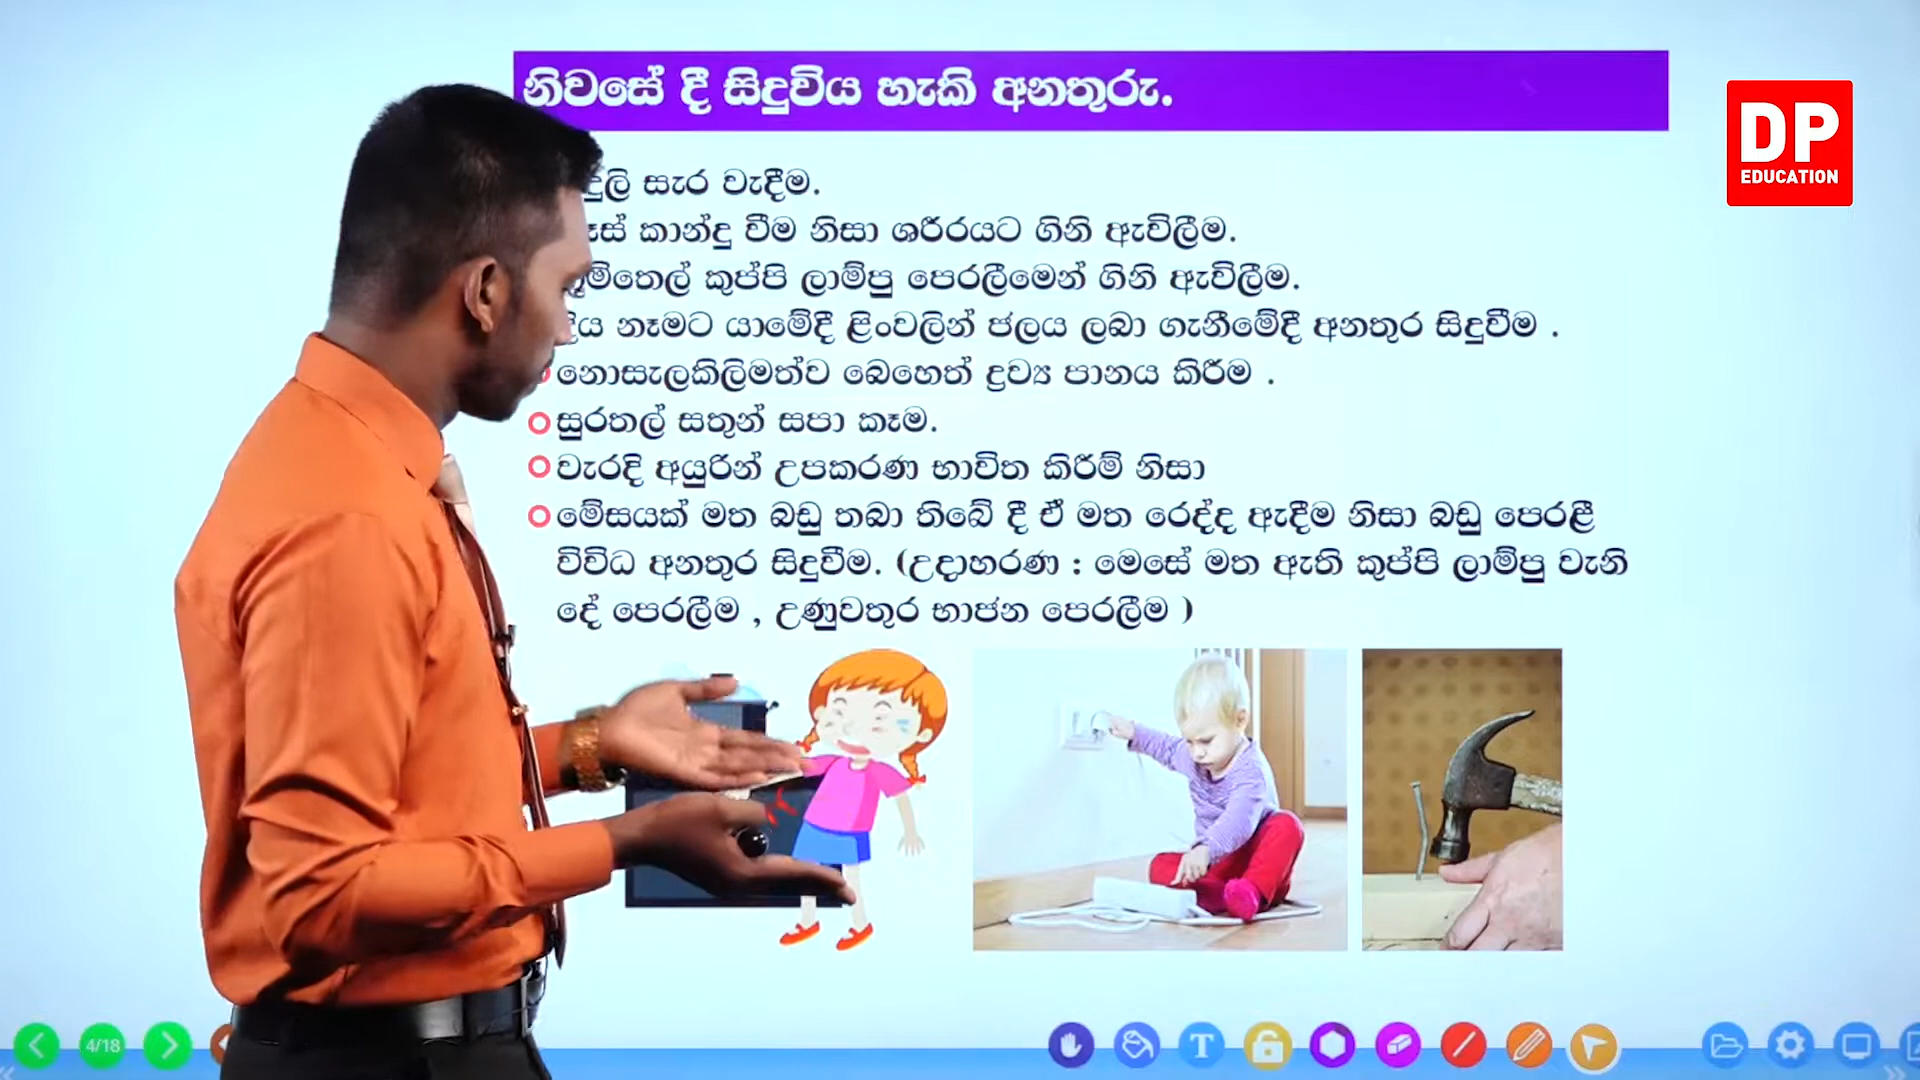 නිවසේ දී සිදුවිය හැකි අනතුරු.
DP
EDUCATION
සැර වැදීම.
කාන්දු වීම නිසා ශරීරයට ගිනි ඇවිලීම.
කුප්පි ලාම්පු පෙරලීමෙන් ගිනි ඇවිලීම.
නෑමට යාමේදී ළිංවලින් ජලය ලබා ගැනීමේදී අනතුර සිදුවීම .
නොසැලකිලිමත්ව බෙහෙත් ද්‍රව්‍ය පානය කිරීම .
සුරතල් සතුන් සපා කෑම.
වැරදි අයුරින් උපකරණ භාවිත කිරීම් නිසා
මේසයක් මත බඩු තබා තිබේ දී ඒ මත රෙද්ද ඇදීම නිසා බඩු පෙරළී
විවිධ අනතුර සිදුවීම. (උදාහරණ : මෙසේ මත ඇති කුප්පි ලාම්පු වැනි
දේ පෙරලීම , උණුවතුර භාජන පෙරලීම )
4/18
T